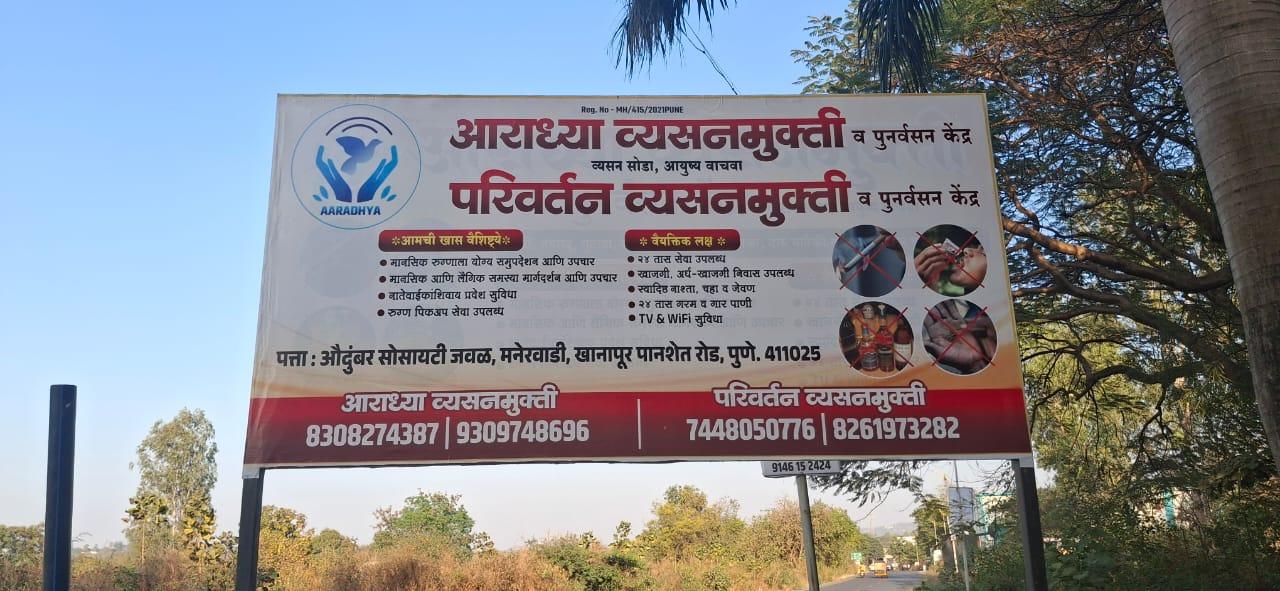 Reg. No - MH/415/2021PUNE
आराध्या व्यसनमुक्ती व पुनर्वसन केंद्र
व्यसन सोडा, आयुष्य वाचवा
परिवर्तन व्यसनमुक्ती व पुनर्वसन केंद्र
AARADHYA
आमची खास वैशिष्ट्ये
मानसिक रुग्णाला योग्य समुपदेशन आणि उपचार
मानसिक आणि लैंगिक समस्या मार्गदर्शन आणि उपचार
नातेवाईकांशिवाय प्रवेश सुविधा
रुग्ण पिकअप सेवा उपलब्ध
वैयक्तिक लक्ष
२४ तास सेवा उपलब्ध
खाजगी, अर्ध-खाजगी निवास उपलब्ध
स्वादिष्ठ नाश्ता, चहा व जेवण
२४ तास गरम व गार पाणी
TV & WiFi सुविधा
पत्ता : औदुंबर सोसायटी जवळ, मनेरवाडी, खानापूर पानशेत रोड, पुणे. 411025
आराध्या व्यसनमुक्ती
8308274387 | 9309748696
परिवर्तन व्यसनमुक्ती
7448050776 | 8261973282
9146 15 2424